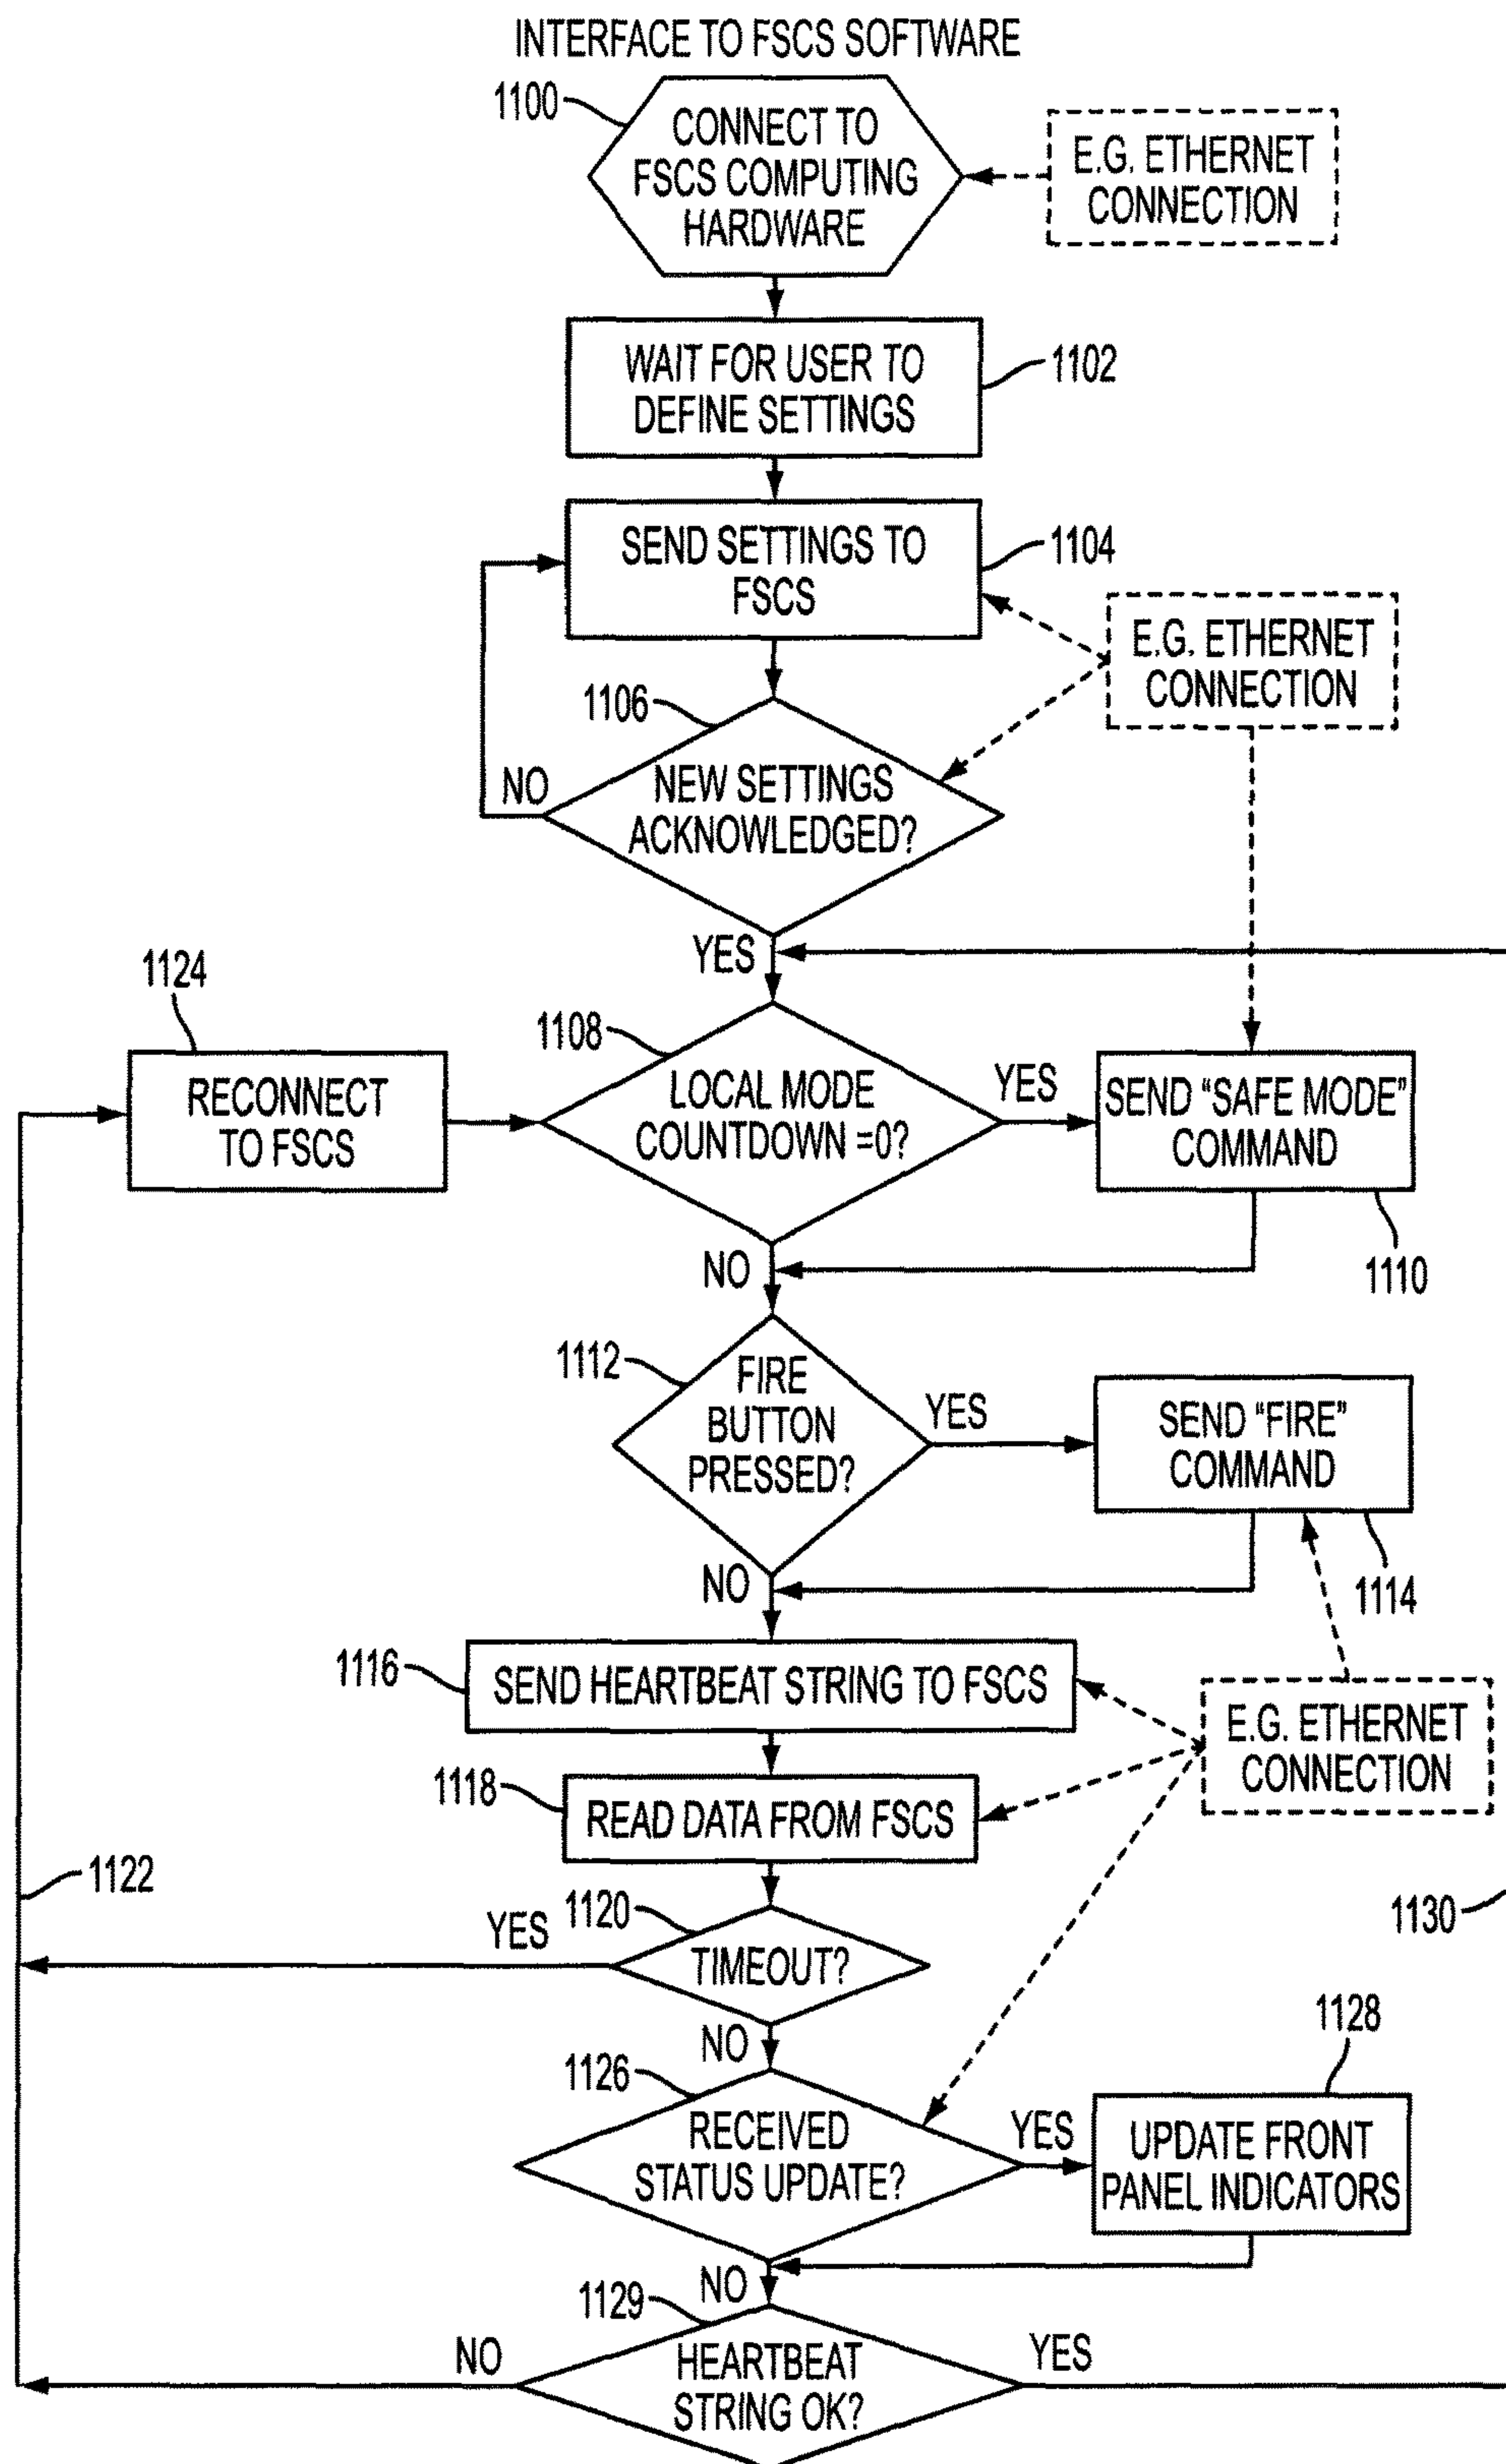 INTERFACE TO FSCS SOFTWARE
1100
CONNECT TO
FSCS COMPUTING
HARDWARE
E.G. ETHERNET
CONNECTION
WAIT FOR USER TO
DEFINE SETTINGS
1102
SEND SETTINGS TO
FSCS
1104
E.G. ETHERNET
CONNECTION
1106
NEW SETTINGS
ACKNOWLEDGED?
NO
YES
1124
RECONNECT
TO FSCS
1108
LOCAL MODE
COUNTDOWN =0?
YES
SEND "SAFE MODE"
COMMAND
1110
NO
1112
FIRE
BUTTON
PRESSED?
YES
SEND "FIRE"
COMMAND
1114
NO
1116
SEND HEARTBEAT STRING TO FSCS
E.G. ETHERNET
CONNECTION
1118
READ DATA FROM FSCS
1122
1120
YES
TIMEOUT?
1130
NO
1126
RECEIVED
STATUS UPDATE?
YES
1128
UPDATE FRONT
PANEL INDICATORS
NO
1129
NO
HEARTBEAT
STRING OK?
YES